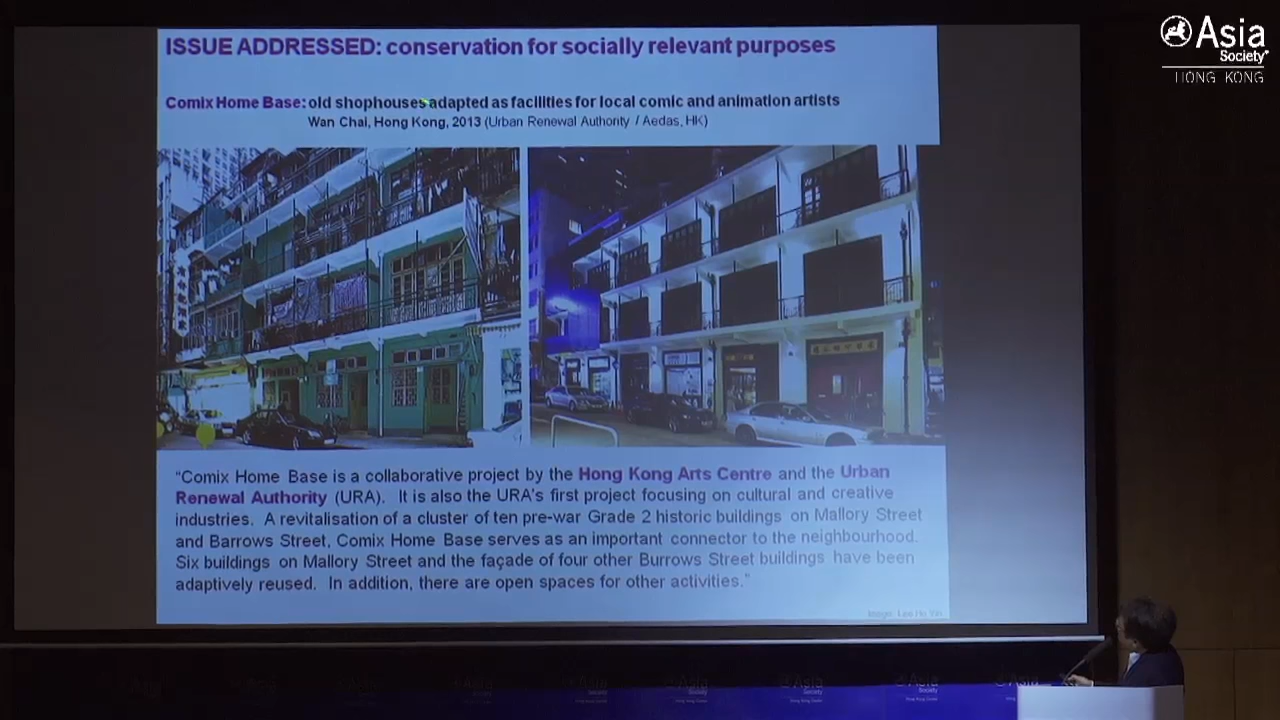 Asia
Society
HONG KONG
ISSUE ADDRESSED: conservation for socially relevant purposes
Comix Home Base: old shophouses adapted as facilities for local comic and animation artists
Wan Chai, Hong Kong, 2013 (Urban Renewal Authority / Aedas, HK)
“Comix Home Base is a collaborative project by the Hong Kong Arts Centre and the Urban
Renewal Authority (URA). It is also the URA's first project focusing on cultural and creative
industries. A revitalisation of a cluster of ten pre-war Grade 2 historic buildings on Mallory Street
and Barrows Street, Comix Home Base serves as an important connector to the neighbourhood.
Six buildings on Mallory Street and the façade of four other Burrows Street buildings have been
adaptively reused. In addition, there are open spaces for other activities.”
Image: Lee Ho Yin